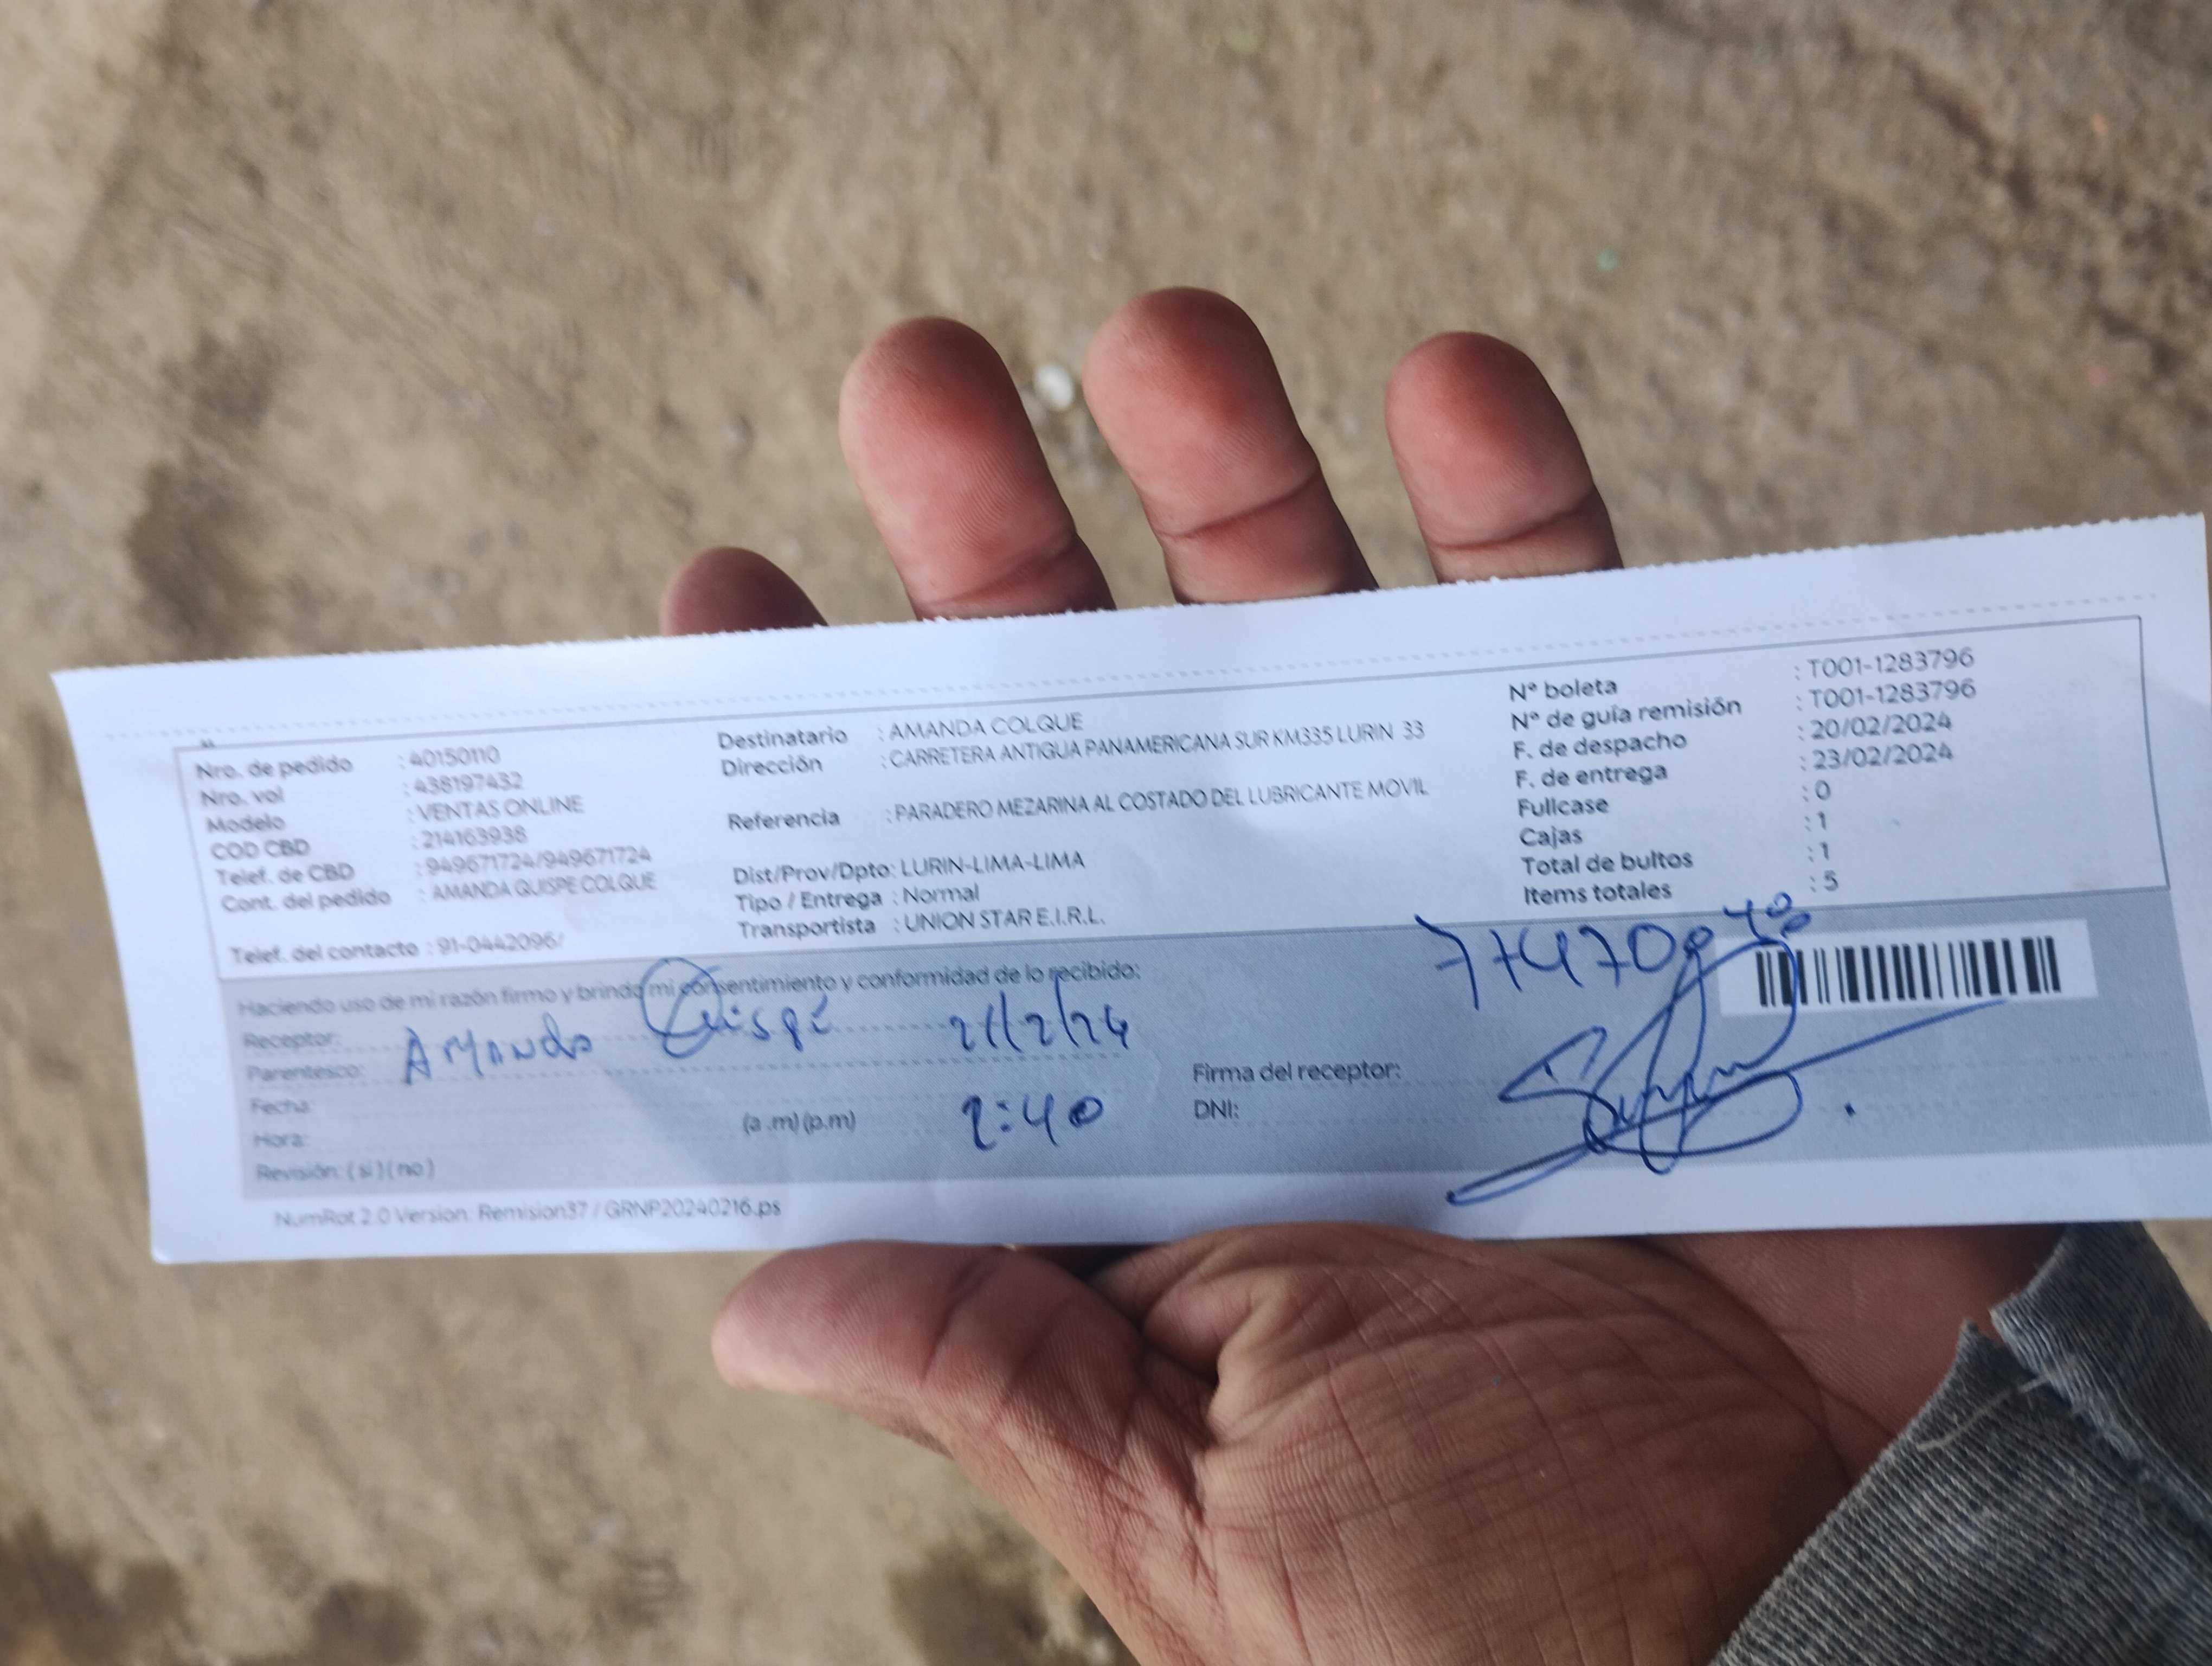 Nro. de pedido : 40150110
Nro. vol : 438197432
Modelo : VENTAS ONLINE
COD CBD : 214163938
Telef. de CBD : 949671724/949671724
Cont. del pedido : AMANDA QUISPE COLQUE
Telef. del contacto : 91-0442096/
Destinatario : AMANDA COLQUE
Dirección : CARRETERA ANTIGUA PANAMERICANA SUR KM335 LURIN 33
Referencia : PARADERO MEZARINA AL COSTADO DEL LUBRICANTE MOVIL
Dist/Prov/Dpto: LURIN-LIMA-LIMA
Tipo / Entrega : Normal
Transportista : UNION STAR E.I.R.L.
Nº boleta : T001-1283796
Nº de guía remisión : T001-1283796
F. de despacho : 20/02/2024
F. de entrega : 23/02/2024
Fullcase : 0
Cajas : 1
Total de bultos : 1
Items totales : 5
Haciendo uso de mi razón firmo y brindo mi consentimiento y conformidad de lo recibido:
Receptor: Amanda Quispe 21/2/24
Parentesco:
Fecha:
Hora: (a .m) (p.m) 2:40
Revisión: ( si ) ( no )
Firma del receptor:
DNI:
NumRot 2.0 Version: Remision37 / GRNP20240216.ps